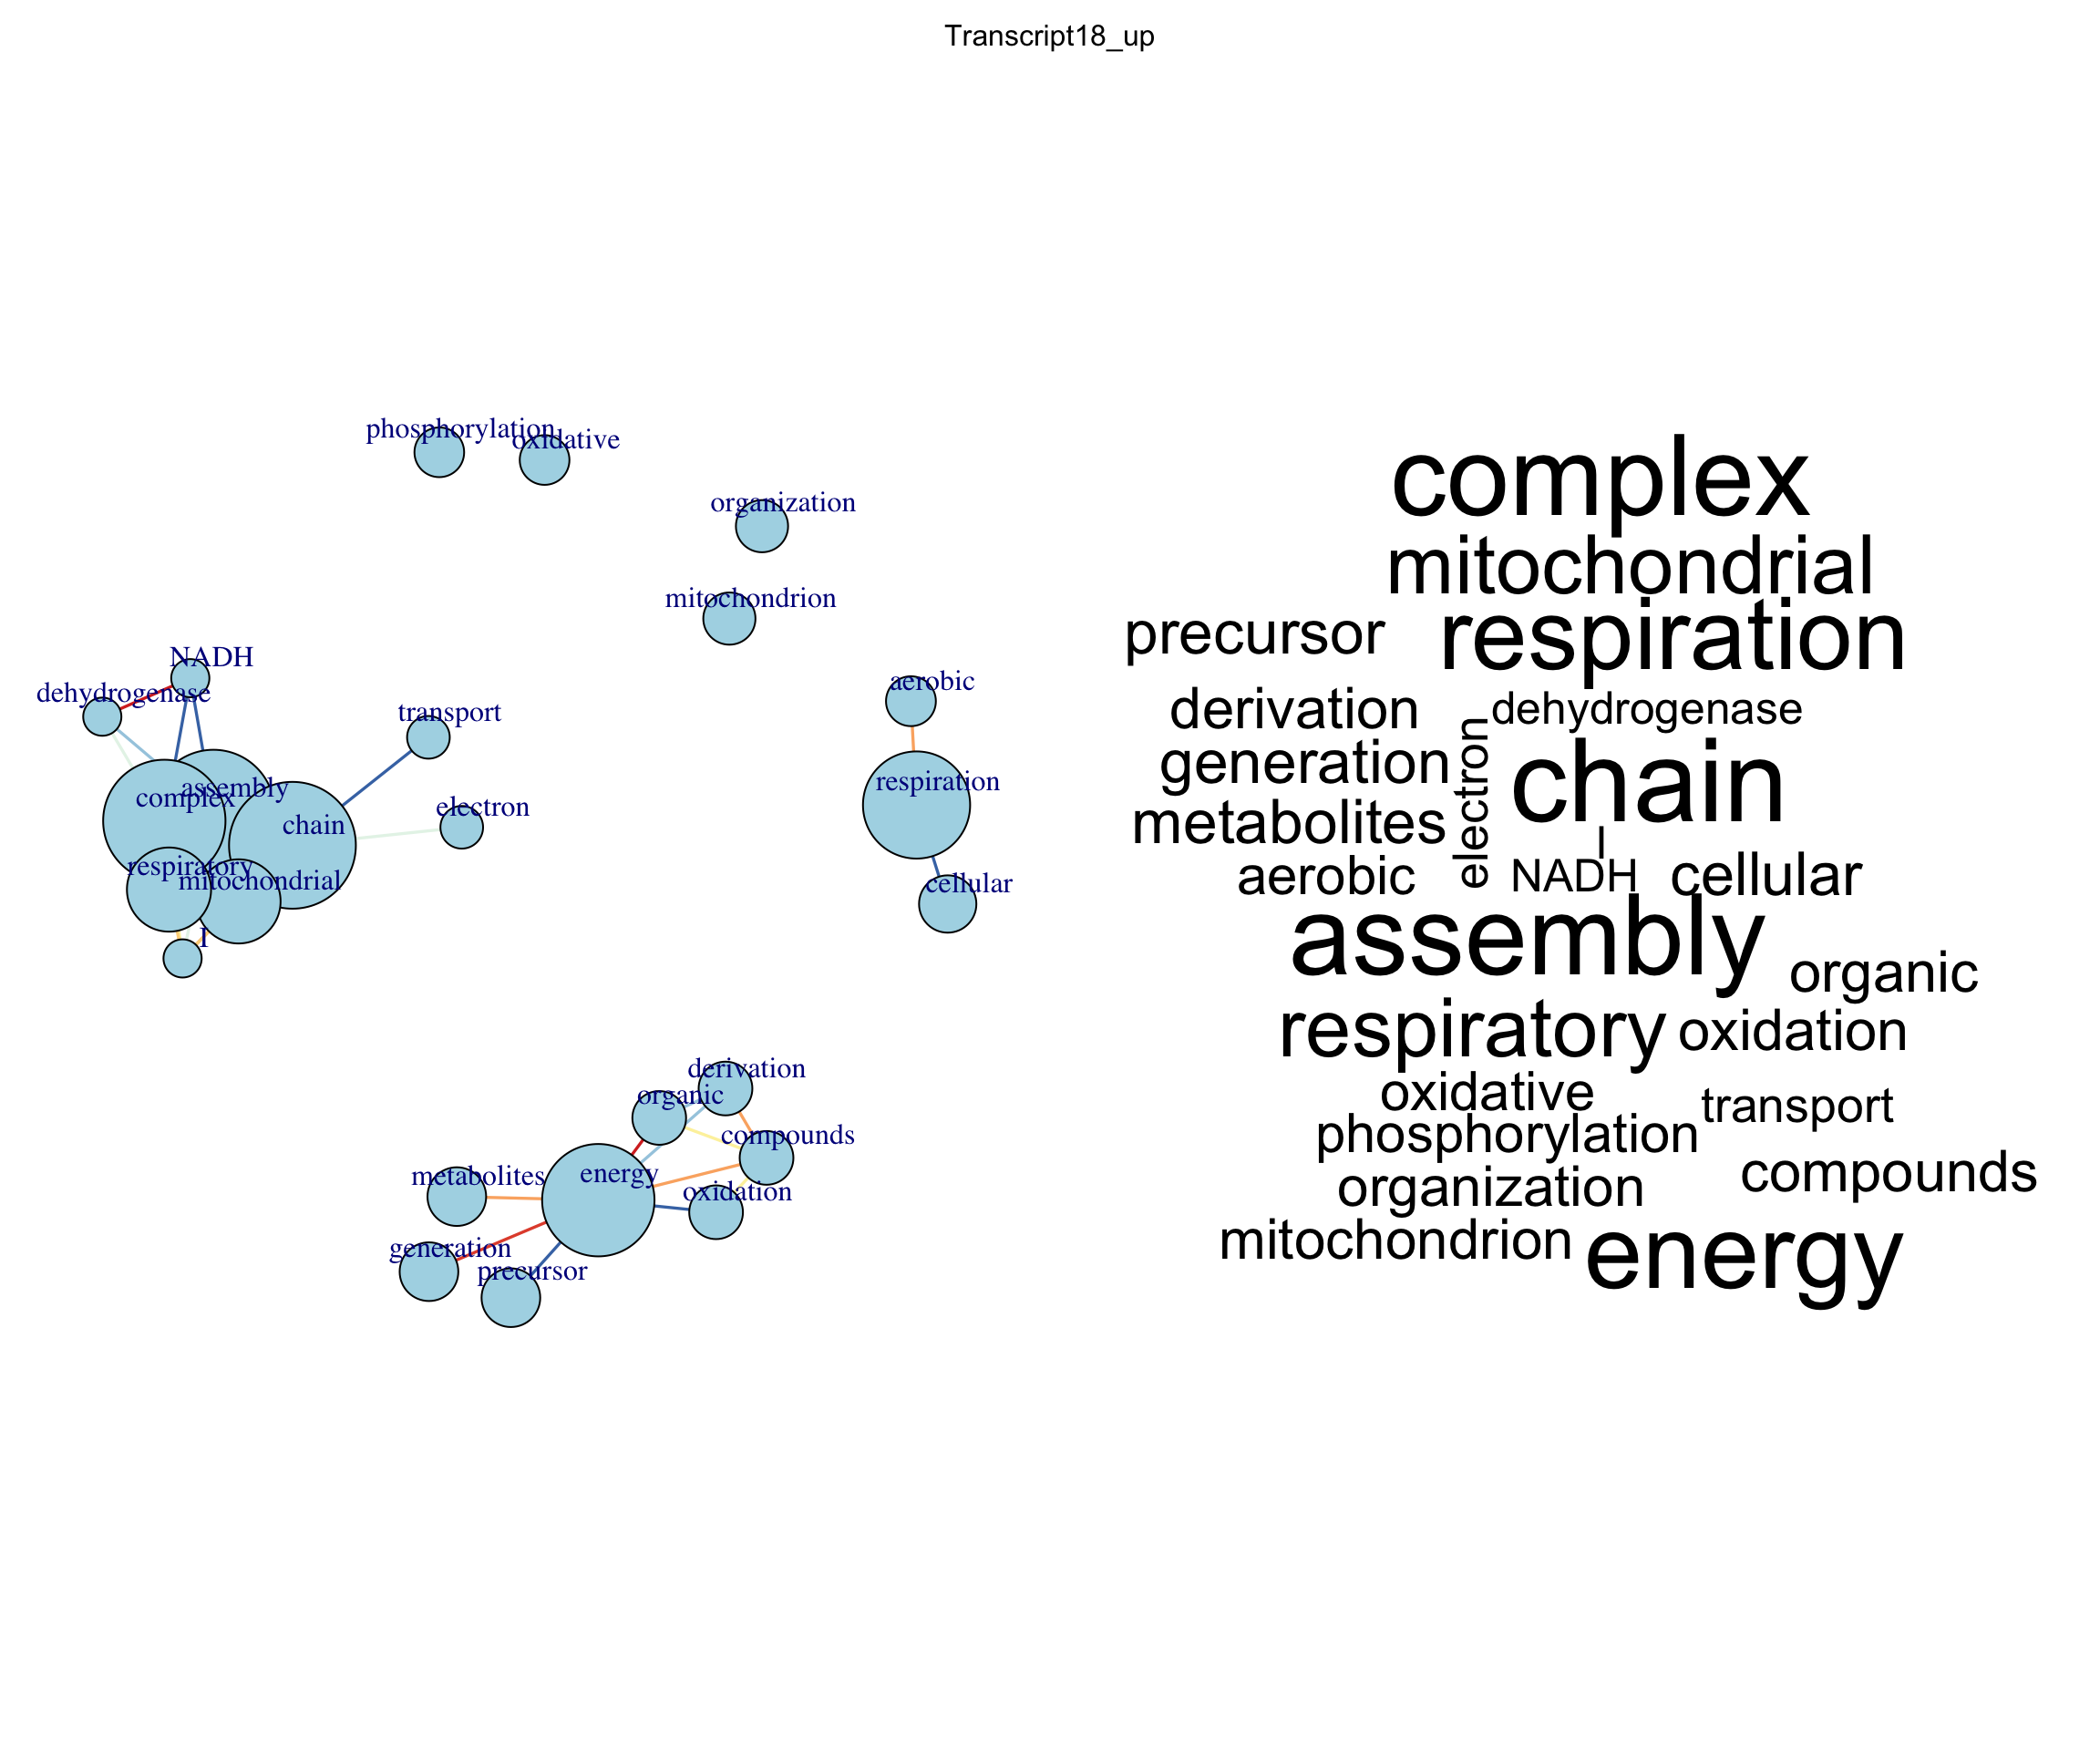 Transcript18_up
phosphorylation
oxidative
organization
mitochondrion
NADH
dehydrogenase
transport
aerobic
respiration
assembly
complex
electron
chain
respiratory
mitochondrial
cellular
I
derivation
organic
compounds
metabolites
energy
oxidation
generation
precursor
complex
mitochondrial
precursor
respiration
derivation
dehydrogenase
generation
electron
chain
metabolites
I
aerobic
NADH
cellular
assembly
organic
respiratory
oxidation
oxidative
transport
phosphorylation
organization
compounds
mitochondrion
energy